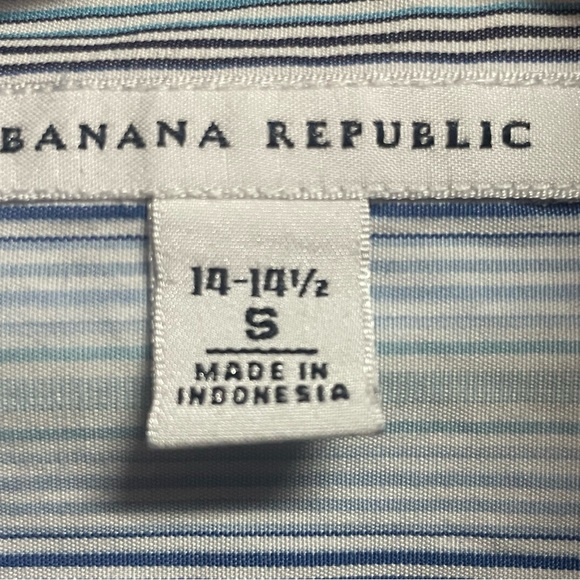 BANANA REPUBLIC
14-14½
S
MADE IN
INDONESIA